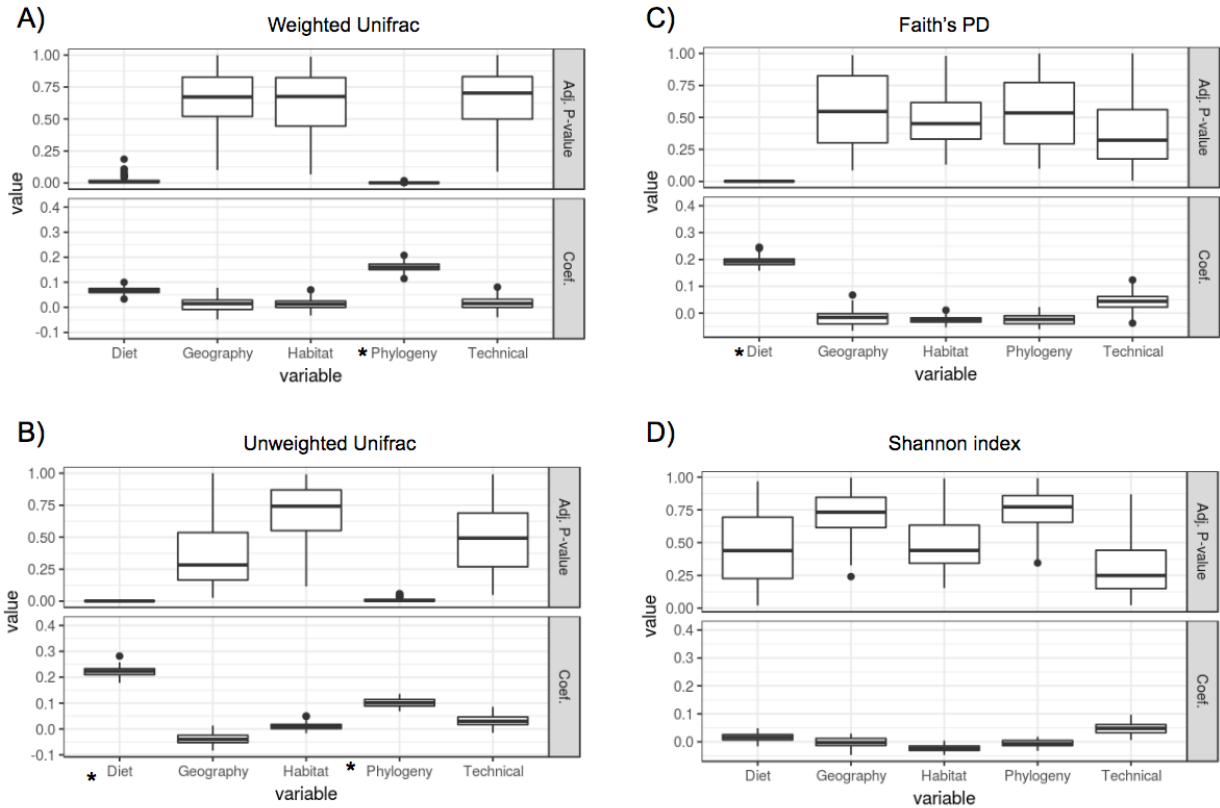 A)
Weighted Unifrac
1.00
0.75
0.50
0.25
0.00
Adj. P-value
value
0.4
0.3
0.2
0.1
0.0
-0.1
Coef.
Diet
Geography
Habitat
* Phylogeny
Technical
variable
C)
Faith's PD
1.00
0.75
0.50
0.25
0.00
Adj. P-value
value
0.4
0.3
0.2
0.1
0.0
Coef.
* Diet
Geography
Habitat
Phylogeny
Technical
variable
B)
Unweighted Unifrac
1.00
0.75
0.50
0.25
0.00
Adj. P-value
value
0.4
0.3
0.2
0.1
0.0
-0.1
Coef.
* Diet
Geography
Habitat
* Phylogeny
Technical
variable
D)
Shannon index
1.00
0.75
0.50
0.25
0.00
Adj. P-value
value
0.4
0.3
0.2
0.1
0.0
Coef.
Diet
Geography
Habitat
Phylogeny
Technical
variable